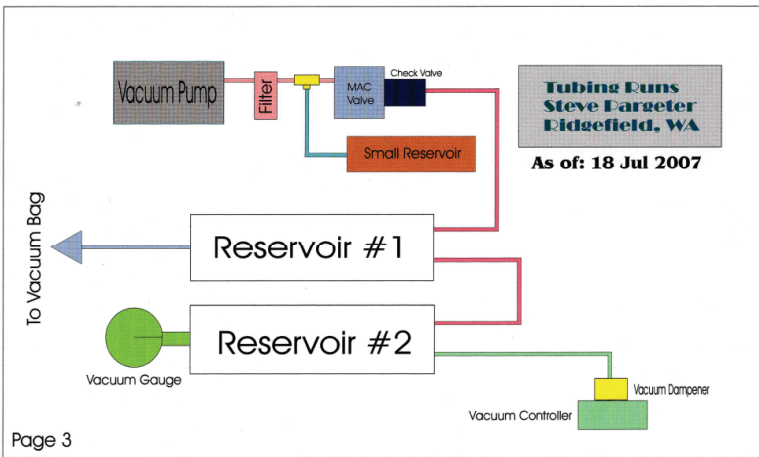 Vacuum Pump
Filter
MAC
Valve
Check Valve
Tubing Runs
Steve Pargeter
Ridgefield, WA
As of: 18 Jul 2007
Small Reservoir
To Vacuum Bag
Reservoir #1
Reservoir #2
Vacuum Gauge
Vacuum Dampener
Vacuum Controller
Page 3